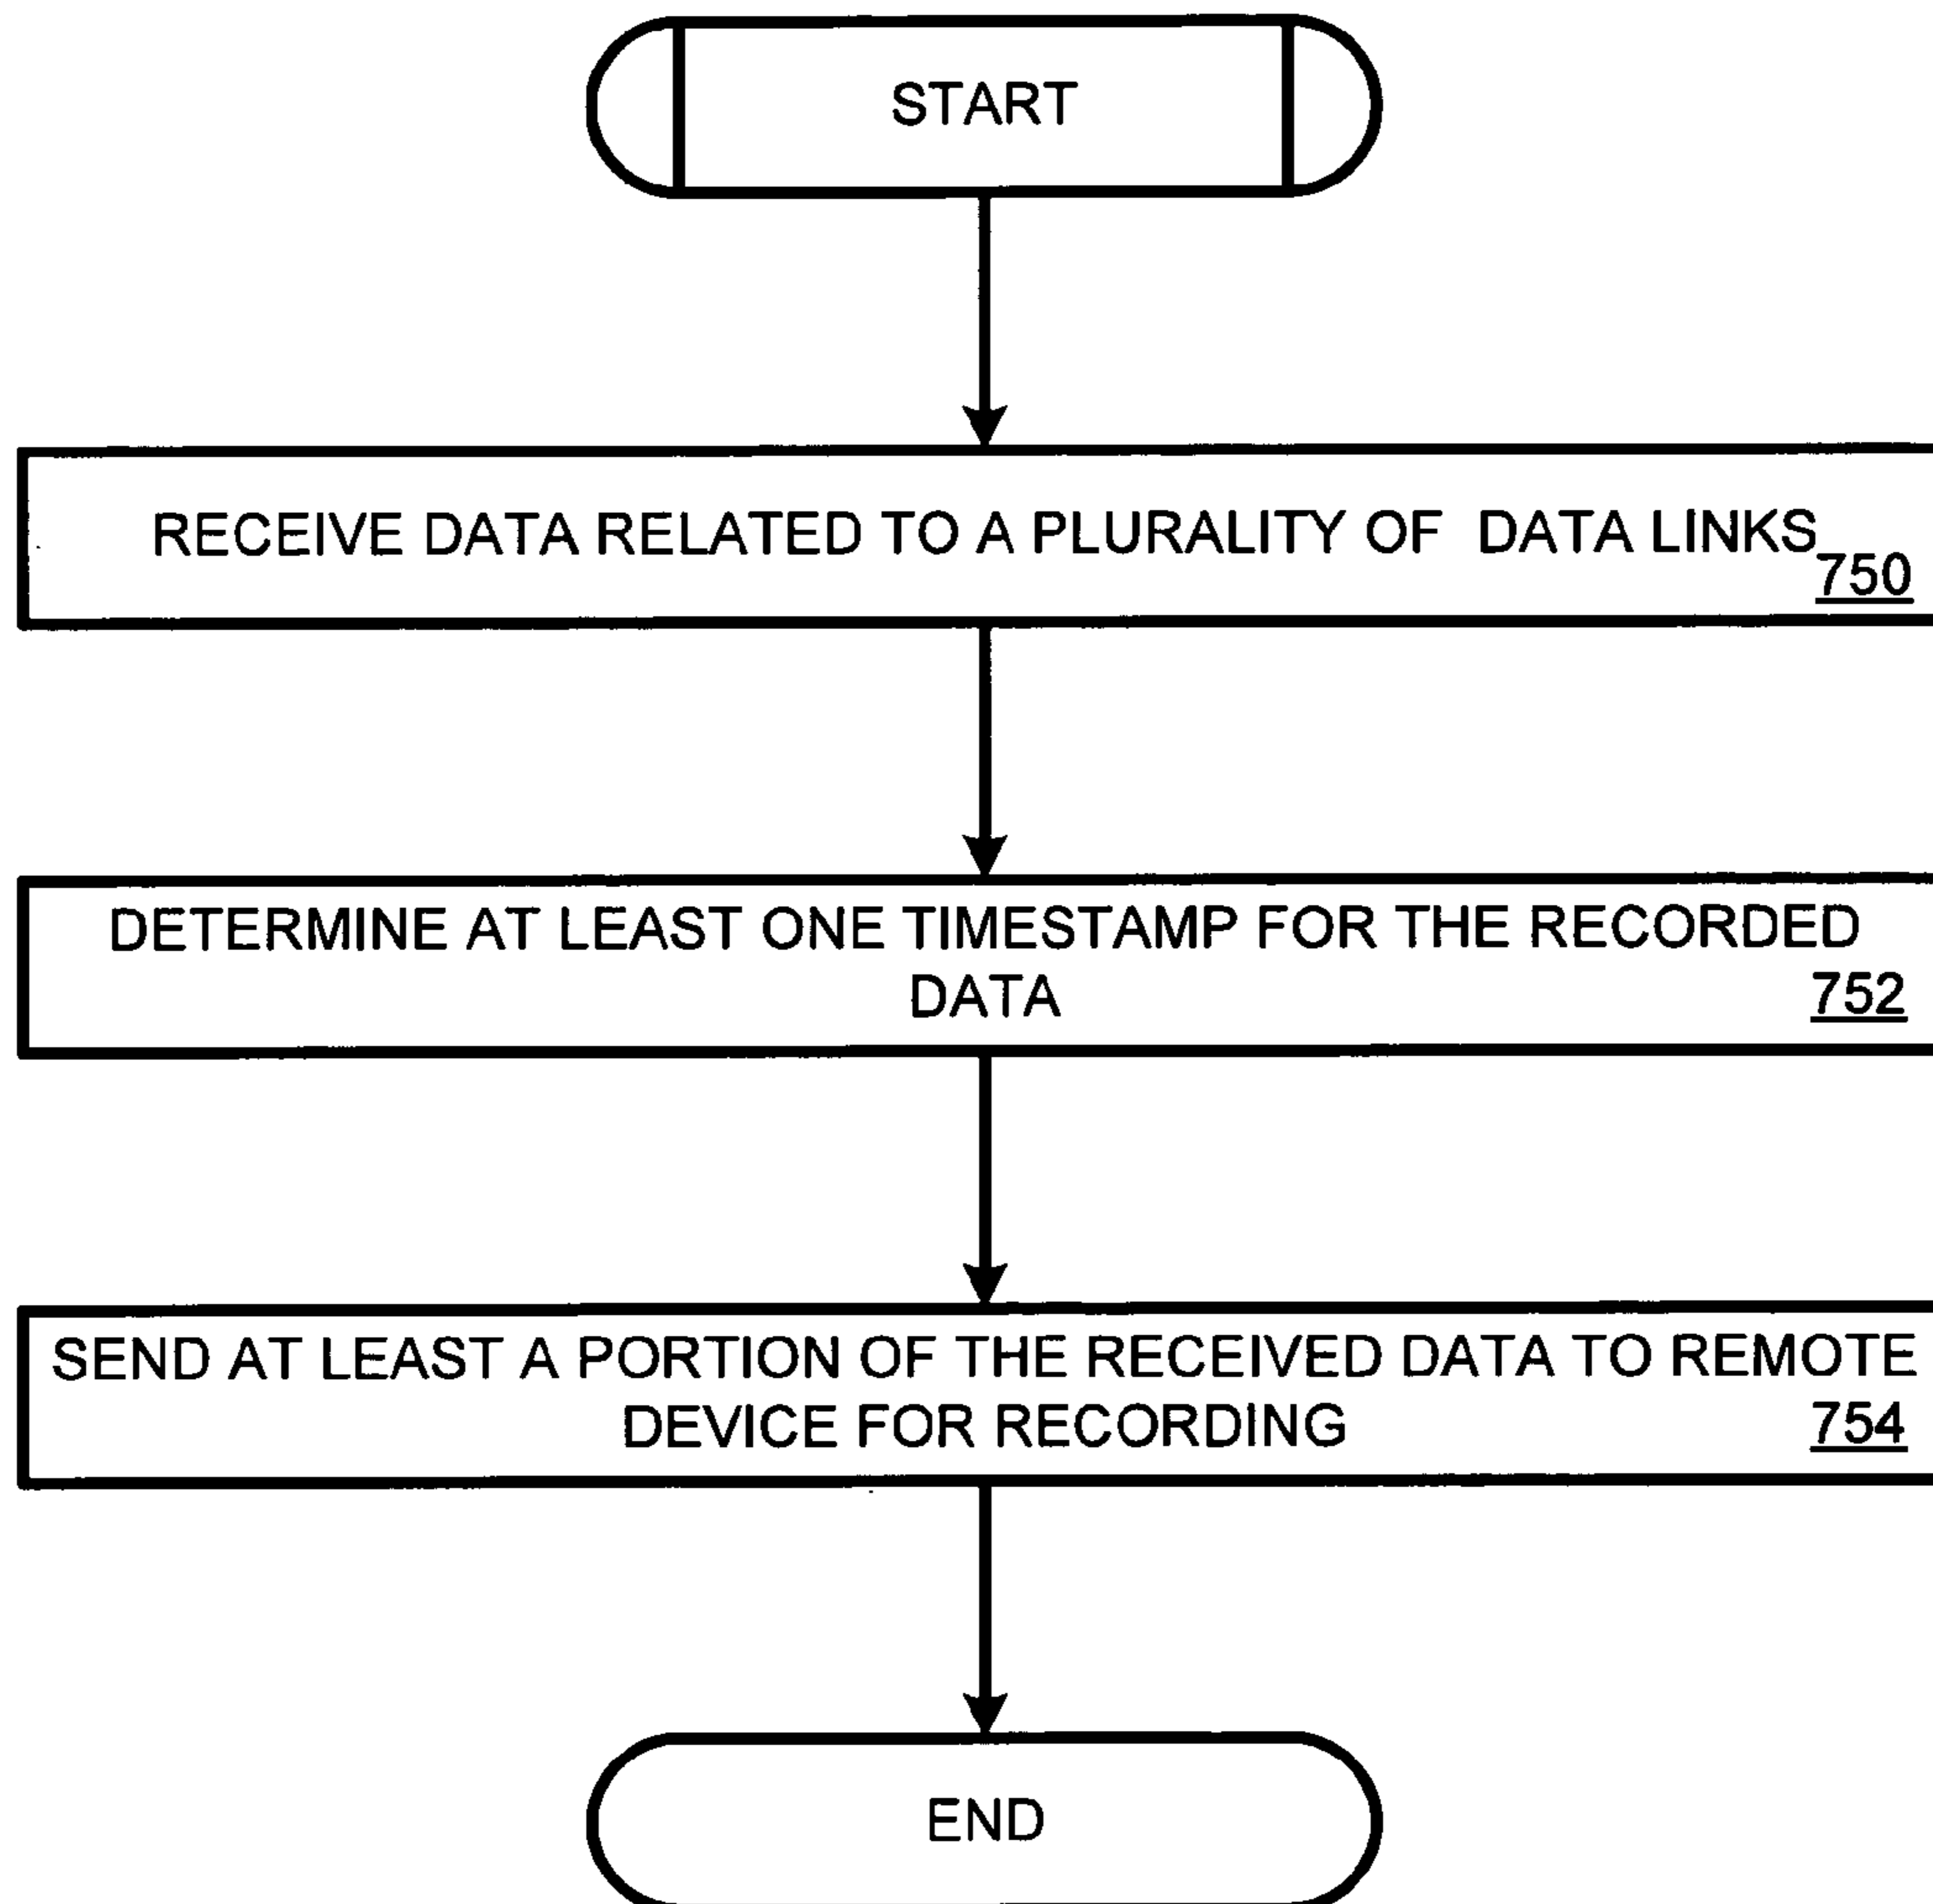 START
RECEIVE DATA RELATED TO A PLURALITY OF DATA LINKS
750
DETERMINE AT LEAST ONE TIMESTAMP FOR THE RECORDED
DATA
752
SEND AT LEAST A PORTION OF THE RECEIVED DATA TO REMOTE
DEVICE FOR RECORDING
754
END